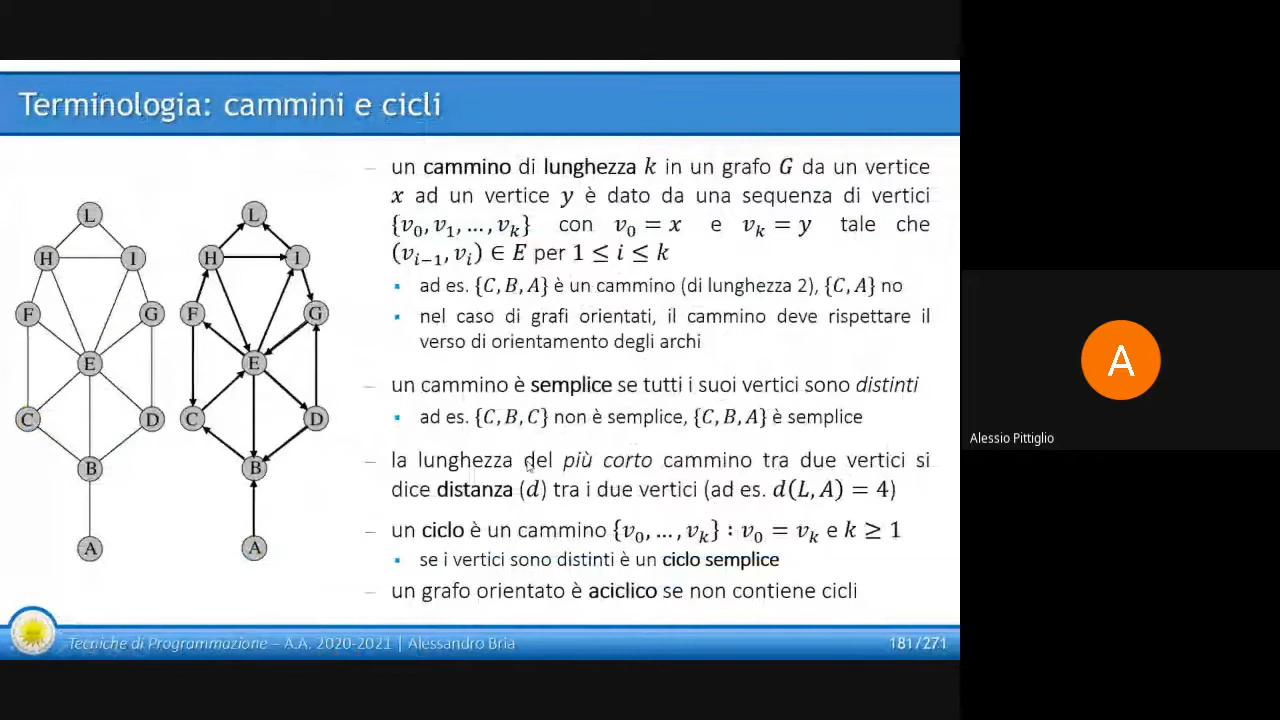 Terminologia: cammini e cicli
L
H
I
F
G
E
C
D
B
A
L
H
I
F
G
E
C
D
B
A
– un cammino di lunghezza k in un grafo G da un vertice
x ad un vertice y è dato da una sequenza di vertici
{v₀, v₁, ..., vₖ} con v₀ = x e vₖ = y tale che
(vᵢ₋₁, vᵢ) ∈ E per 1 ≤ i ≤ k
▪ ad es. {C, B, A} è un cammino (di lunghezza 2), {C, A} no
▪ nel caso di grafi orientati, il cammino deve rispettare il
verso di orientamento degli archi
– un cammino è semplice se tutti i suoi vertici sono distinti
▪ ad es. {C, B, C} non è semplice, {C, B, A} è semplice
– la lunghezza del più corto cammino tra due vertici si
dice distanza (d) tra i due vertici (ad es. d(L, A) = 4)
– un ciclo è un cammino {v₀, ..., vₖ} : v₀ = vₖ e k ≥ 1
▪ se i vertici sono distinti è un ciclo semplice
– un grafo orientato è aciclico se non contiene cicli
Tecniche di Programmazione – A.A. 2020-2021 | Alessandro Bria
181/271
A
Alessio Pittiglio